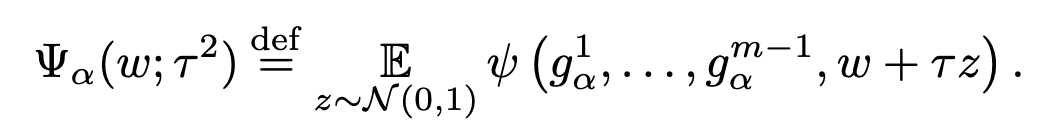 Ψ_α(w; τ²) ≝ 𝔼_{z∼𝒩(0,1)} ψ (g_α^1, . . . , g_α^{m−1}, w + τz) .